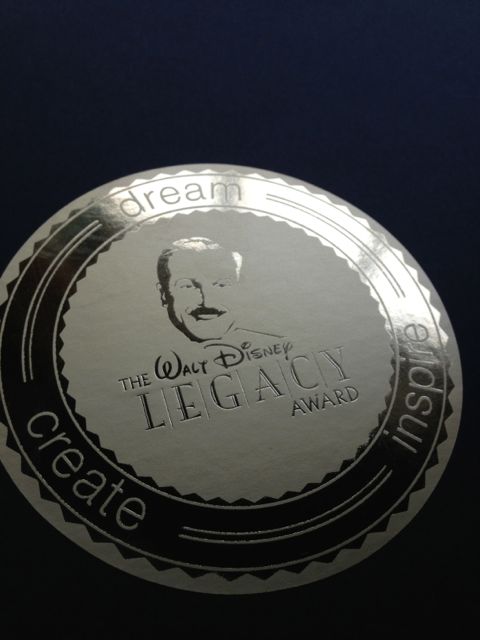 dream
THE WALT DISNEY
LEGACY
AWARD
inspire
create